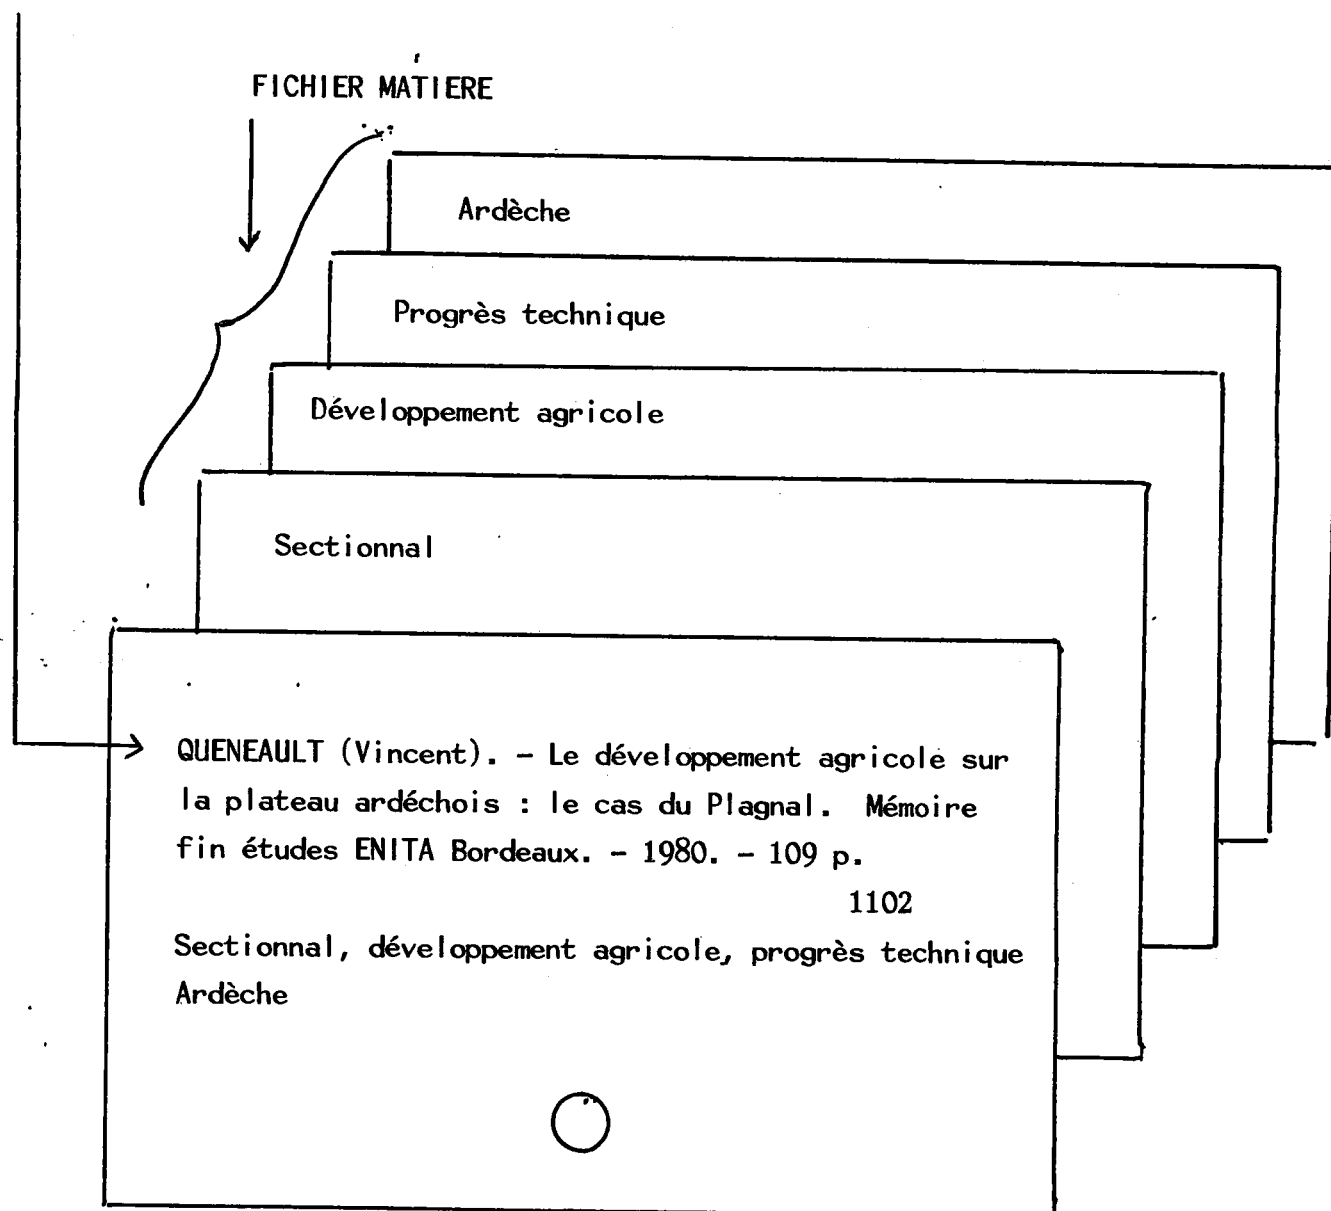 FICHIER MATIERE
Ardèche
Progrès technique
Développement agricole
Sectionnal
QUENEAULT (Vincent). - Le développement agricole sur
la plateau ardéchois : le cas du Plagnal. Mémoire
fin études ENITA Bordeaux. - 1980. - 109 p.
1102
Sectionnal, développement agricole, progrès technique
Ardèche